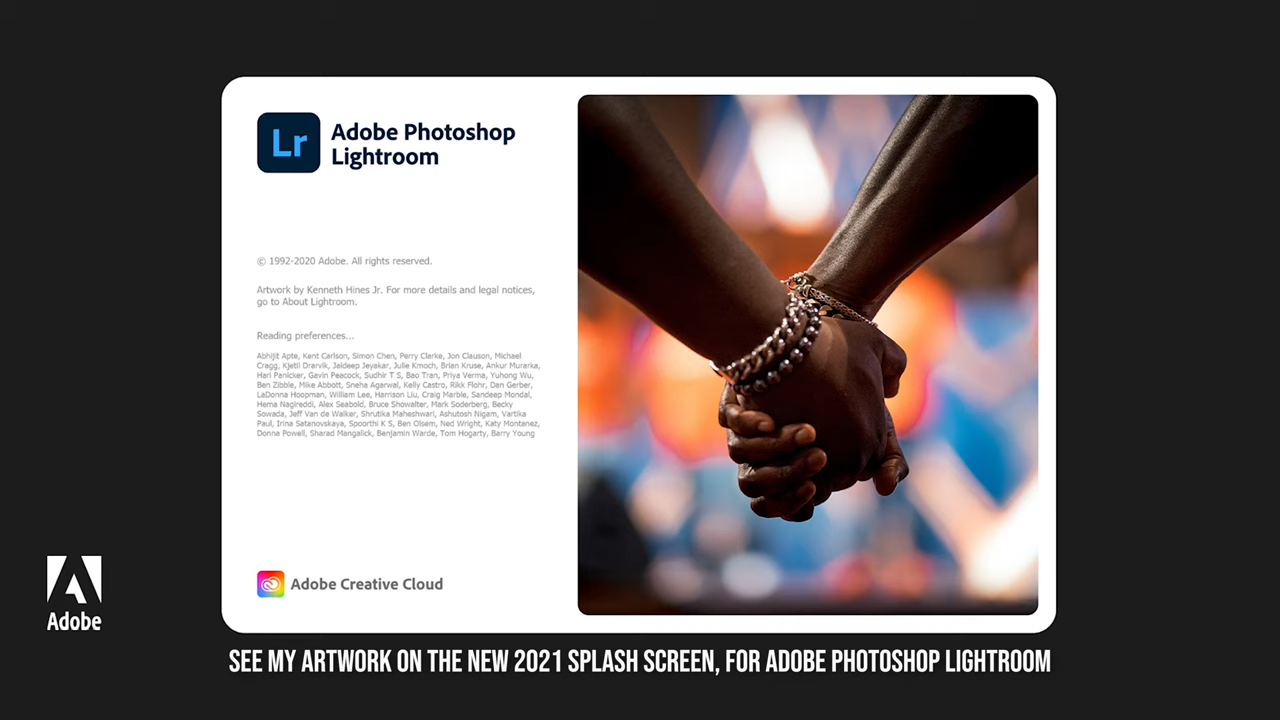 Lr
Adobe Photoshop
Lightroom
© 1992-2020 Adobe. All rights reserved.
Artwork by Kenneth Hines Jr. For more details and legal notices,
go to About Lightroom.
Reading preferences...
Abhijit Apte, Kent Carlson, Simon Chen, Perry Clarke, Jon Clauson, Michael
Cragg, Kjetil Drarvik, Jaideep Jeyakar, Julie Kmoch, Brian Kruse, Ankur Murarka,
Hari Panicker, Gavin Peacock, Sudhir T S, Bao Tran, Priya Verma, Yuhong Wu,
Ben Zibble, Mike Abbott, Sneha Agarwal, Kelly Castro, Rikk Flohr, Dan Gerber,
LaDonna Hoopman, William Lee, Harrison Liu, Craig Marble, Sandeep Mondal,
Hema Nagireddi, Alex Seabold, Bruce Showalter, Mark Soderberg, Becky
Sowada, Jeff Van de Walker, Shrutika Maheshwari, Ashutosh Nigam, Vartika
Paul, Irina Satanovskaya, Spoorthi K S, Ben Olsem, Ned Wright, Katy Montanez,
Donna Powell, Sharad Mangalick, Benjamin Warde, Tom Hogarty, Barry Young
Adobe Creative Cloud
Adobe
SEE MY ARTWORK ON THE NEW 2021 SPLASH SCREEN, FOR ADOBE PHOTOSHOP LIGHTROOM